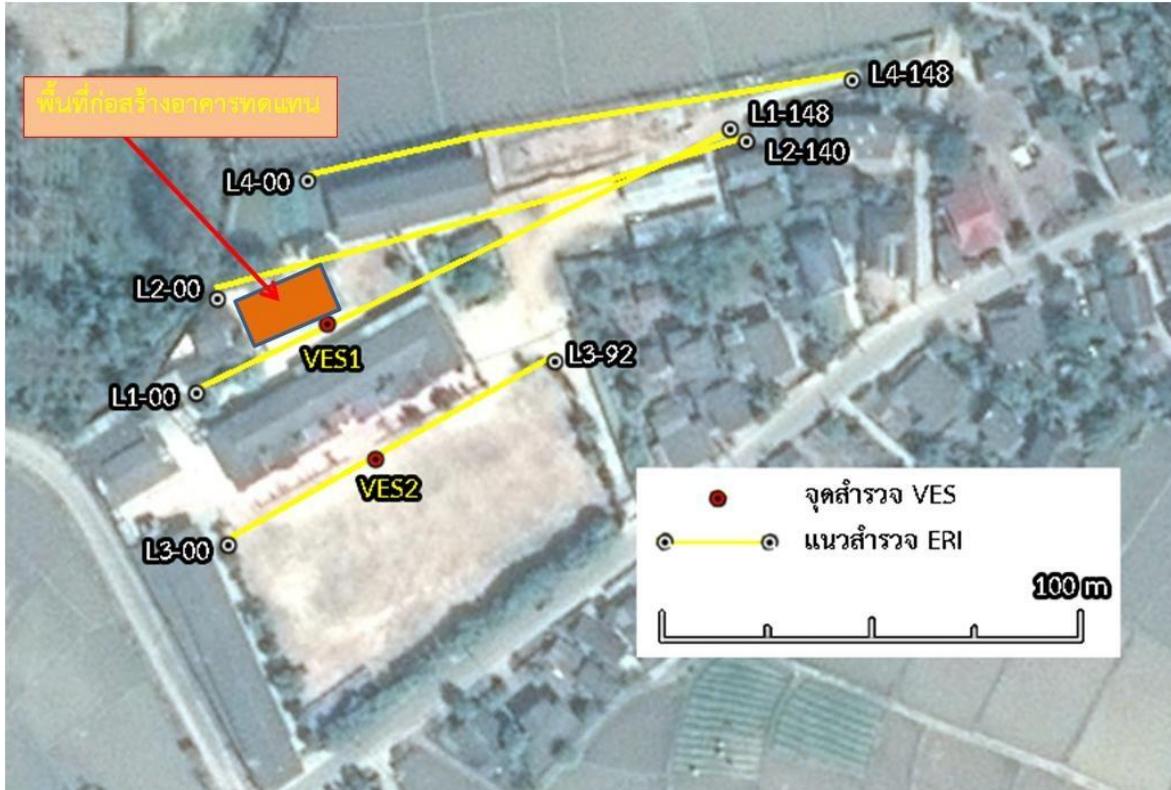 พื้นที่ก่อสร้างอาคารทดแทน
L4-148
L1-148
L2-140
L4-00
L2-00
VES1
L3-92
L1-00
VES2
L3-00
จุดสำรวจ VES
แนวสำรวจ ERI
100 m